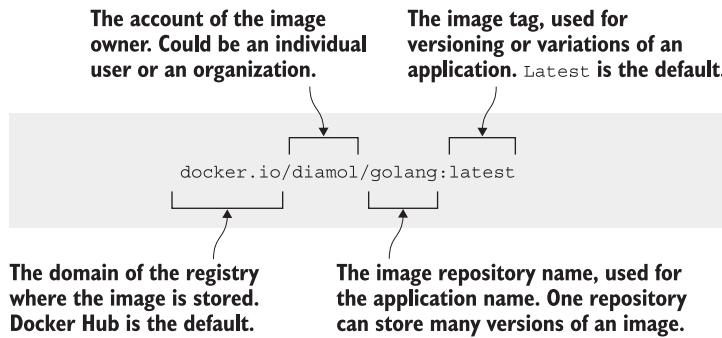 The account of the image
owner. Could be an individual
user or an organization.
The image tag, used for
versioning or variations of an
application. Latest is the default.
docker.io/diamol/golang:latest
The domain of the registry
where the image is stored.
Docker Hub is the default.
The image repository name, used for
the application name. One repository
can store many versions of an image.